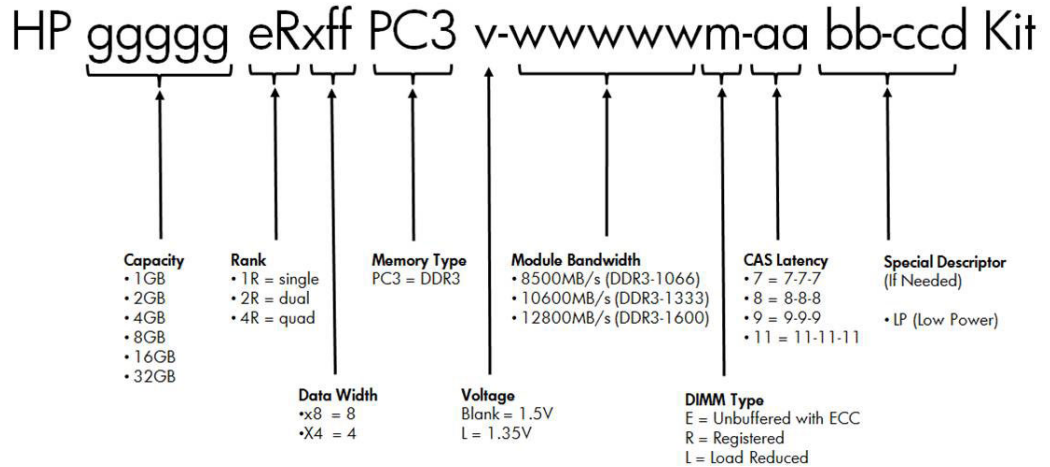 HP ggggg eRxff PC3 v-wwwwwm-aa bb-ccd Kit
Capacity
• 1GB
• 2GB
• 4GB
• 8GB
• 16GB
• 32GB
Rank
• 1R = single
• 2R = dual
• 4R = quad
Memory Type
PC3 = DDR3
Module Bandwidth
• 8500MB/s (DDR3-1066)
• 10600MB/s (DDR3-1333)
• 12800MB/s (DDR3-1600)
CAS Latency
• 7 = 7-7-7
• 8 = 8-8-8
• 9 = 9-9-9
• 11 = 11-11-11
Special Descriptor
(If Needed)
• LP (Low Power)
Data Width
•x8 = 8
•X4 = 4
Voltage
Blank = 1.5V
L = 1.35V
DIMM Type
E = Unbuffered with ECC
R = Registered
L = Load Reduced